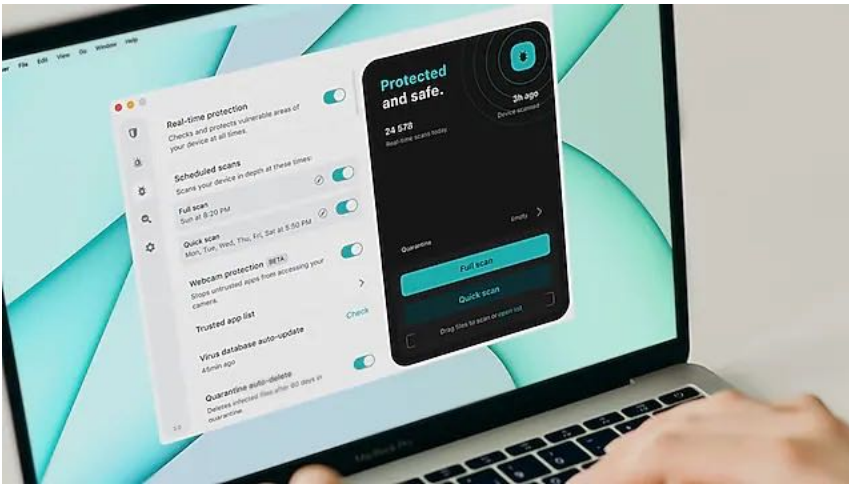 File Edit View Go Window Help
Real-time protection
Checks and protects vulnerable areas of
your device at all times.
Scheduled scans
Scans your device in depth at these times:
Full scan
Sun at 8:20 PM
Quick scan
Mon, Tue, Wed, Thu, Fri, Sat at 5:50 PM
Webcam protection BETA
Stops untrusted apps from accessing your
camera.
Trusted app list
Virus database auto-update
Check
45min ago
Quarantine auto-delete
Deletes infected files after 60 days in
quarantine
Protected
and safe.
24 578
Real-time scans today
3h ago
Device scanned
Quarantine
Empty
Full scan
Quick scan
Drag files to scan or open list
MacBook Pro